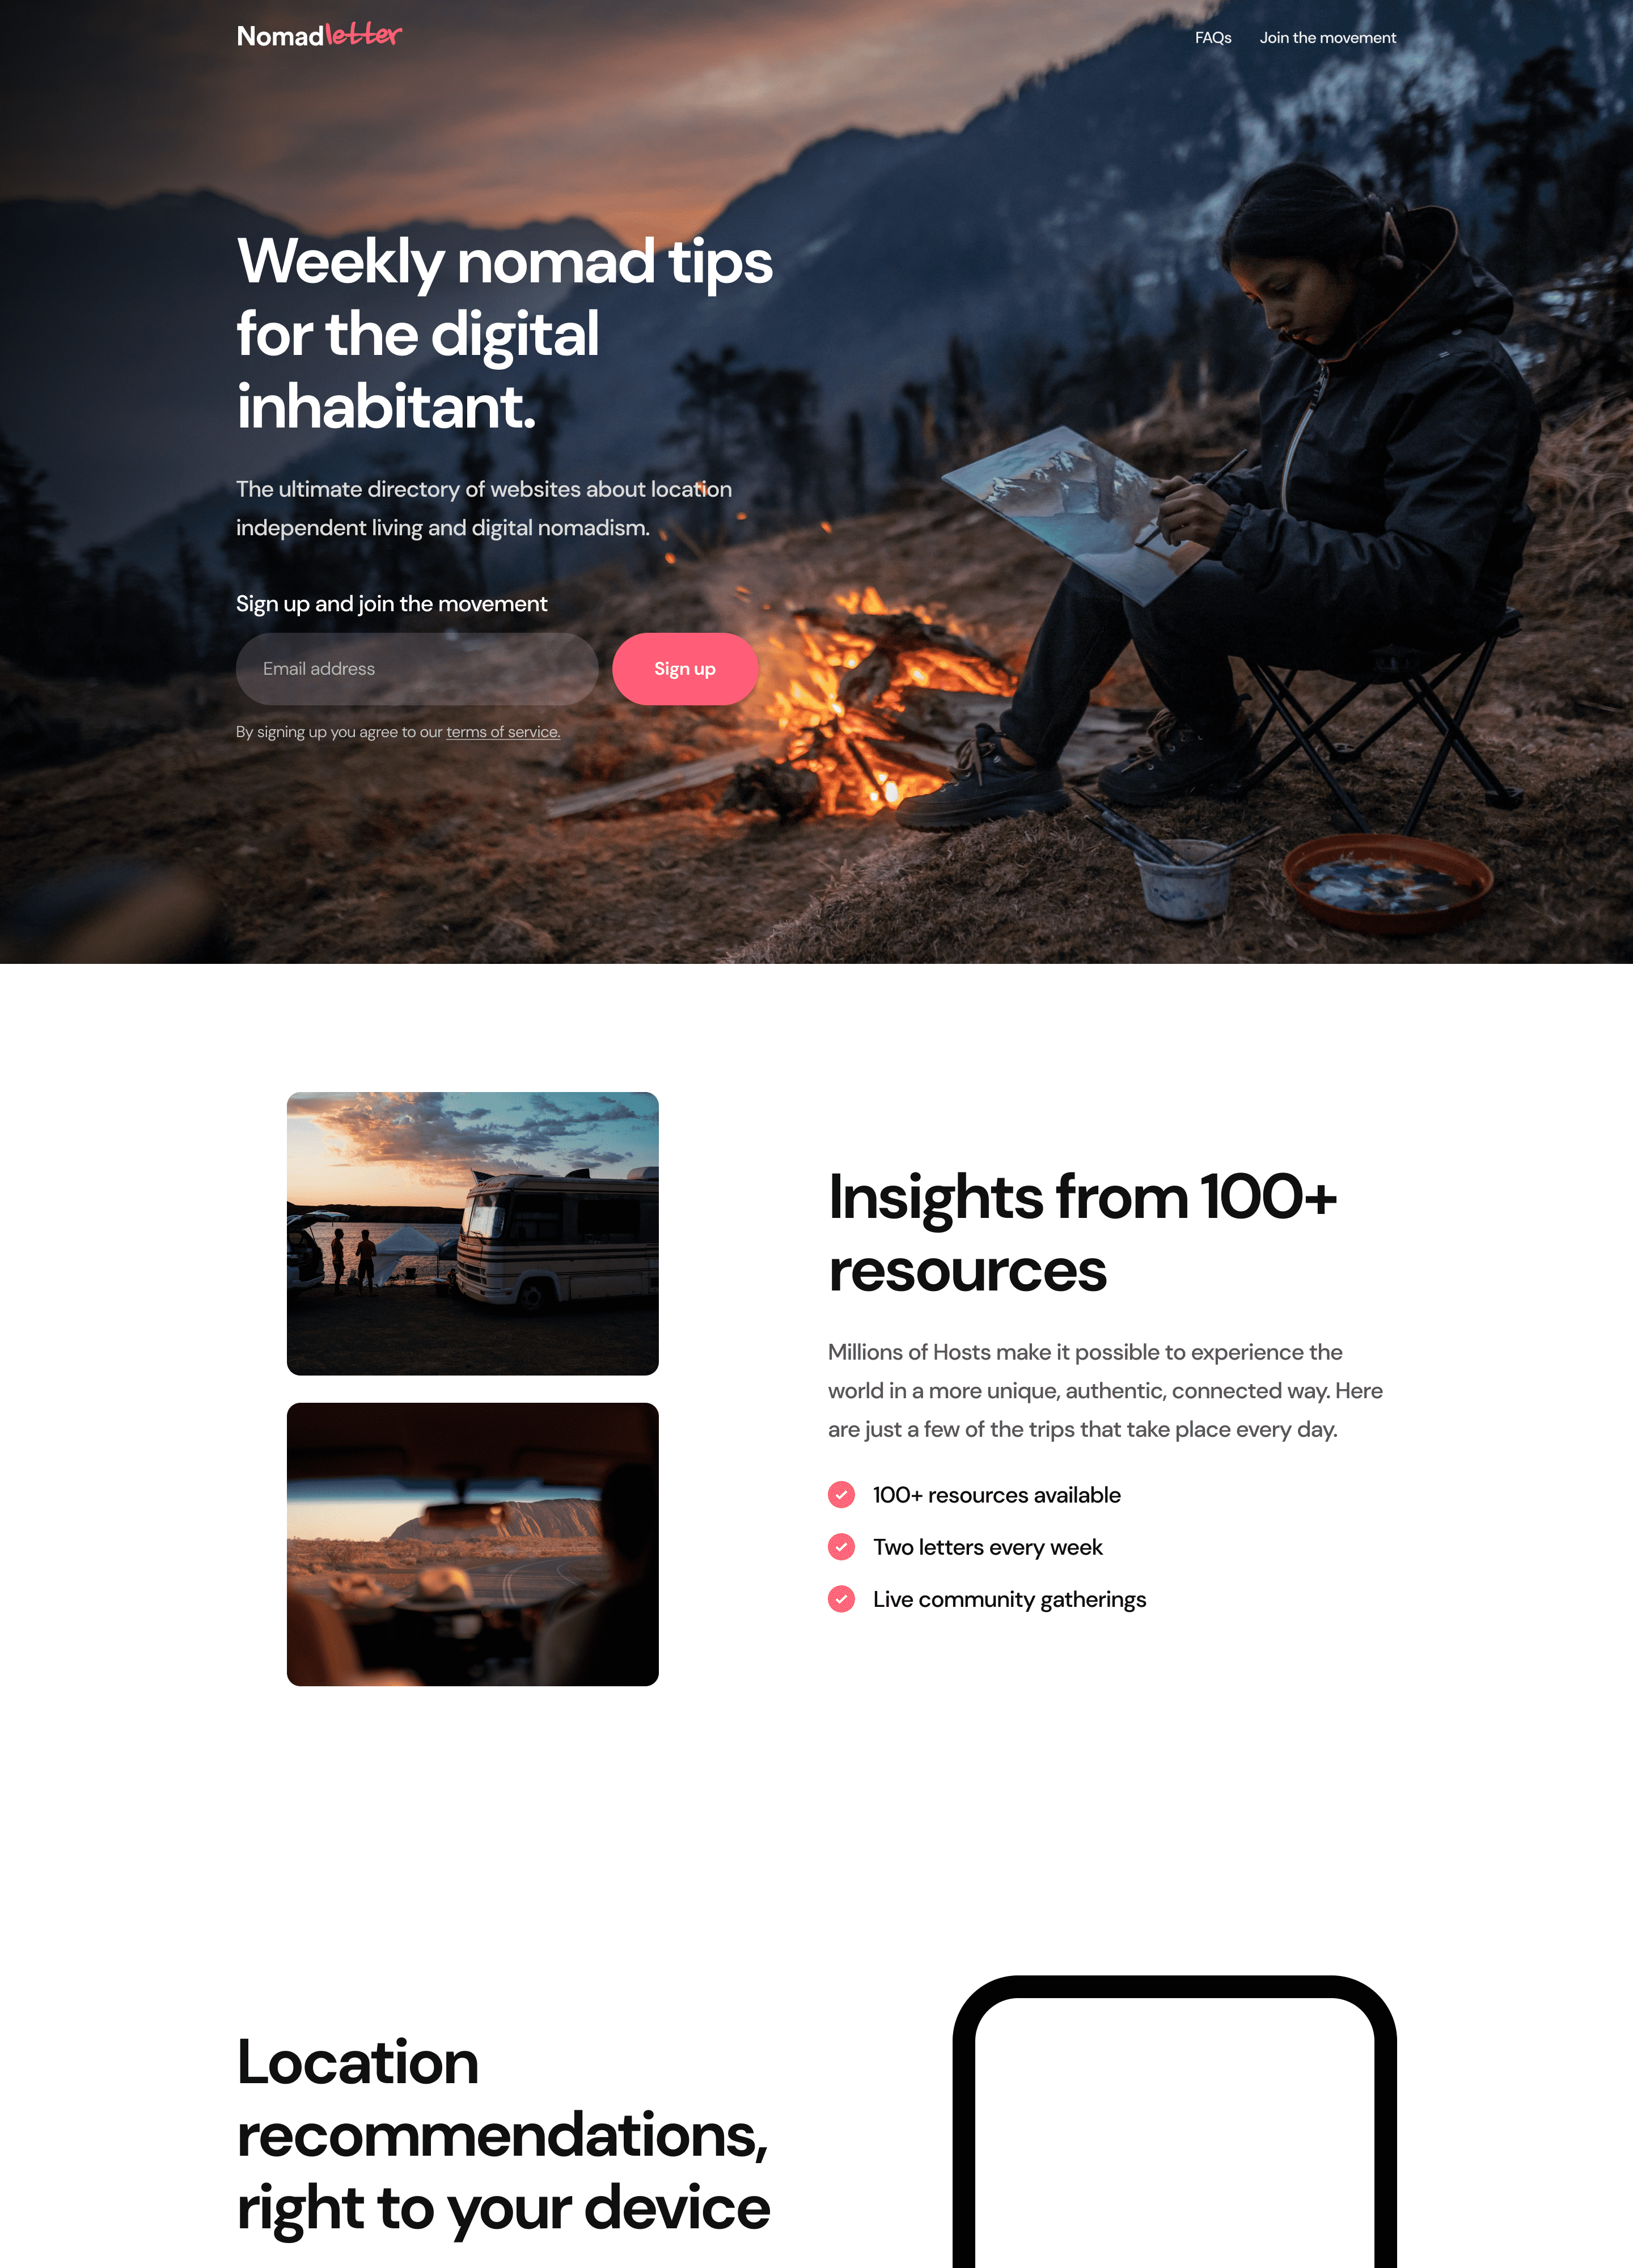 Nomadletter
FAQs
Join the movement
Weekly nomad tips
for the digital
inhabitant.
The ultimate directory of websites about location
independent living and digital nomadism.
Sign up and join the movement
Email address
Sign up
By signing up you agree to our terms of service.
Insights from 100+
resources
Millions of Hosts make it possible to experience the
world in a more unique, authentic, connected way. Here
are just a few of the trips that take place every day.
100+ resources available
Two letters every week
Live community gatherings
Location
recommendations,
right to your device